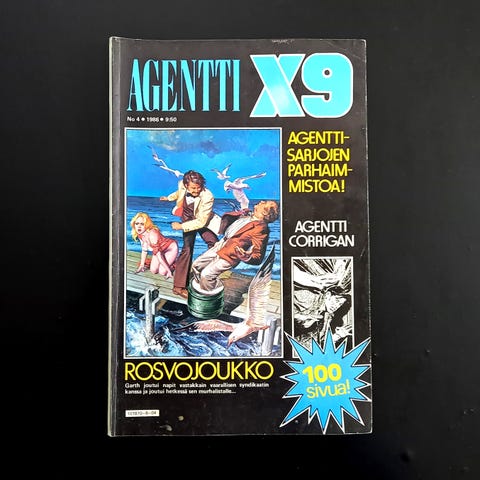 AGENTTI X9
No 4 • 1986 • 9:50
AGENTTI-
SARJOJEN
PARHAIM-
MISTOA!
AGENTTI
CORRIGAN
100
sivua!
ROSVOJOUKKO
Garth joutui napit vastakkain vaarallisen syndikaatin
kanssa ja joutui hetkessä sen murhalistalle...